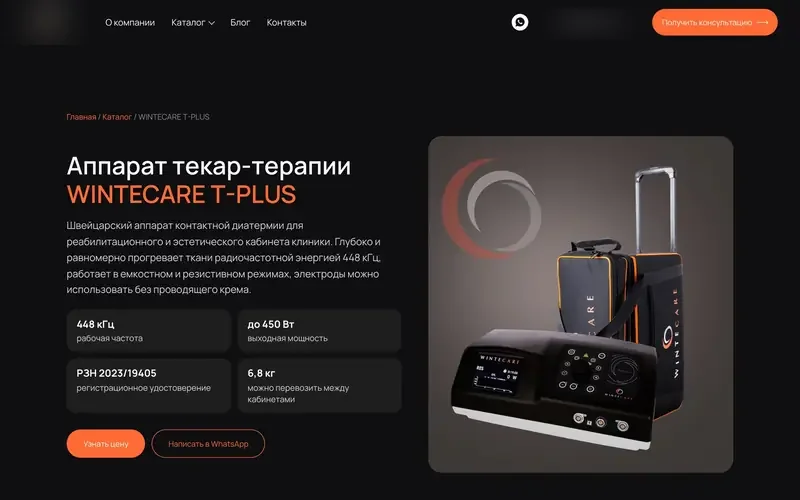 О компании
Каталог
Блог
Контакты
Получить консультацию
Главная / Каталог / WINTECARE T-PLUS
Аппарат текар-терапии
WINTECARE T-PLUS
Швейцарский аппарат контактной диатермии для
реабилитационного и эстетического кабинета клиники. Глубоко и
равномерно прогревает ткани радиочастотной энергией 448 кГц,
работает в емкостном и резистивном режимах, электроды можно
использовать без проводящего крема.
448 кГц
рабочая частота
до 450 Вт
выходная мощность
РЗН 2023/19405
регистрационное удостоверение
6,8 кг
можно перевозить между
кабинетами
Узнать цену
Написать в WhatsApp
WINTECARE
WINTECARE